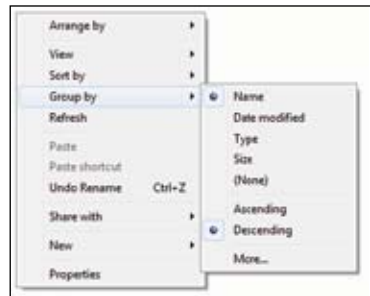 Arrange by
View
Sort by
Group by
Refresh
Paste
Paste shortcut
Undo Rename Ctrl+Z
Share with
New
Properties
Name
Date modified
Type
Size
(None)
Ascending
Descending
More...